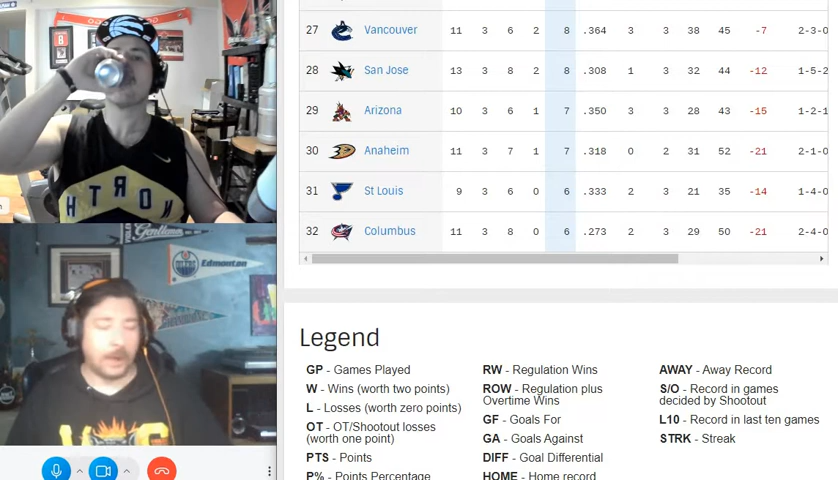 27 Vancouver 11 3 6 2 8 .364 3 3 38 45 -7 2-3-0
28 San Jose 13 3 8 2 8 .308 1 3 32 44 -12 1-5-2
29 Arizona 10 3 6 1 7 .350 3 3 28 43 -15 1-2-1
30 Anaheim 11 3 7 1 7 .318 0 2 31 52 -21 2-1-0
31 St Louis 9 3 6 0 6 .333 2 3 21 35 -14 1-4-0
32 Columbus 11 3 8 0 6 .273 2 3 29 50 -21 2-4-0
Legend
GP - Games Played
W - Wins (worth two points)
L - Losses (worth zero points)
OT - OT/Shootout losses
(worth one point)
PTS - Points
P% - Points Percentage
RW - Regulation Wins
ROW - Regulation plus
Overtime Wins
GF - Goals For
GA - Goals Against
DIFF - Goal Differential
HOME - Home record
AWAY - Away Record
S/O - Record in games
decided by Shootout
L10 - Record in last ten games
STRK - Streak
NORTH
Gentlemen
OILERS
Edmonton